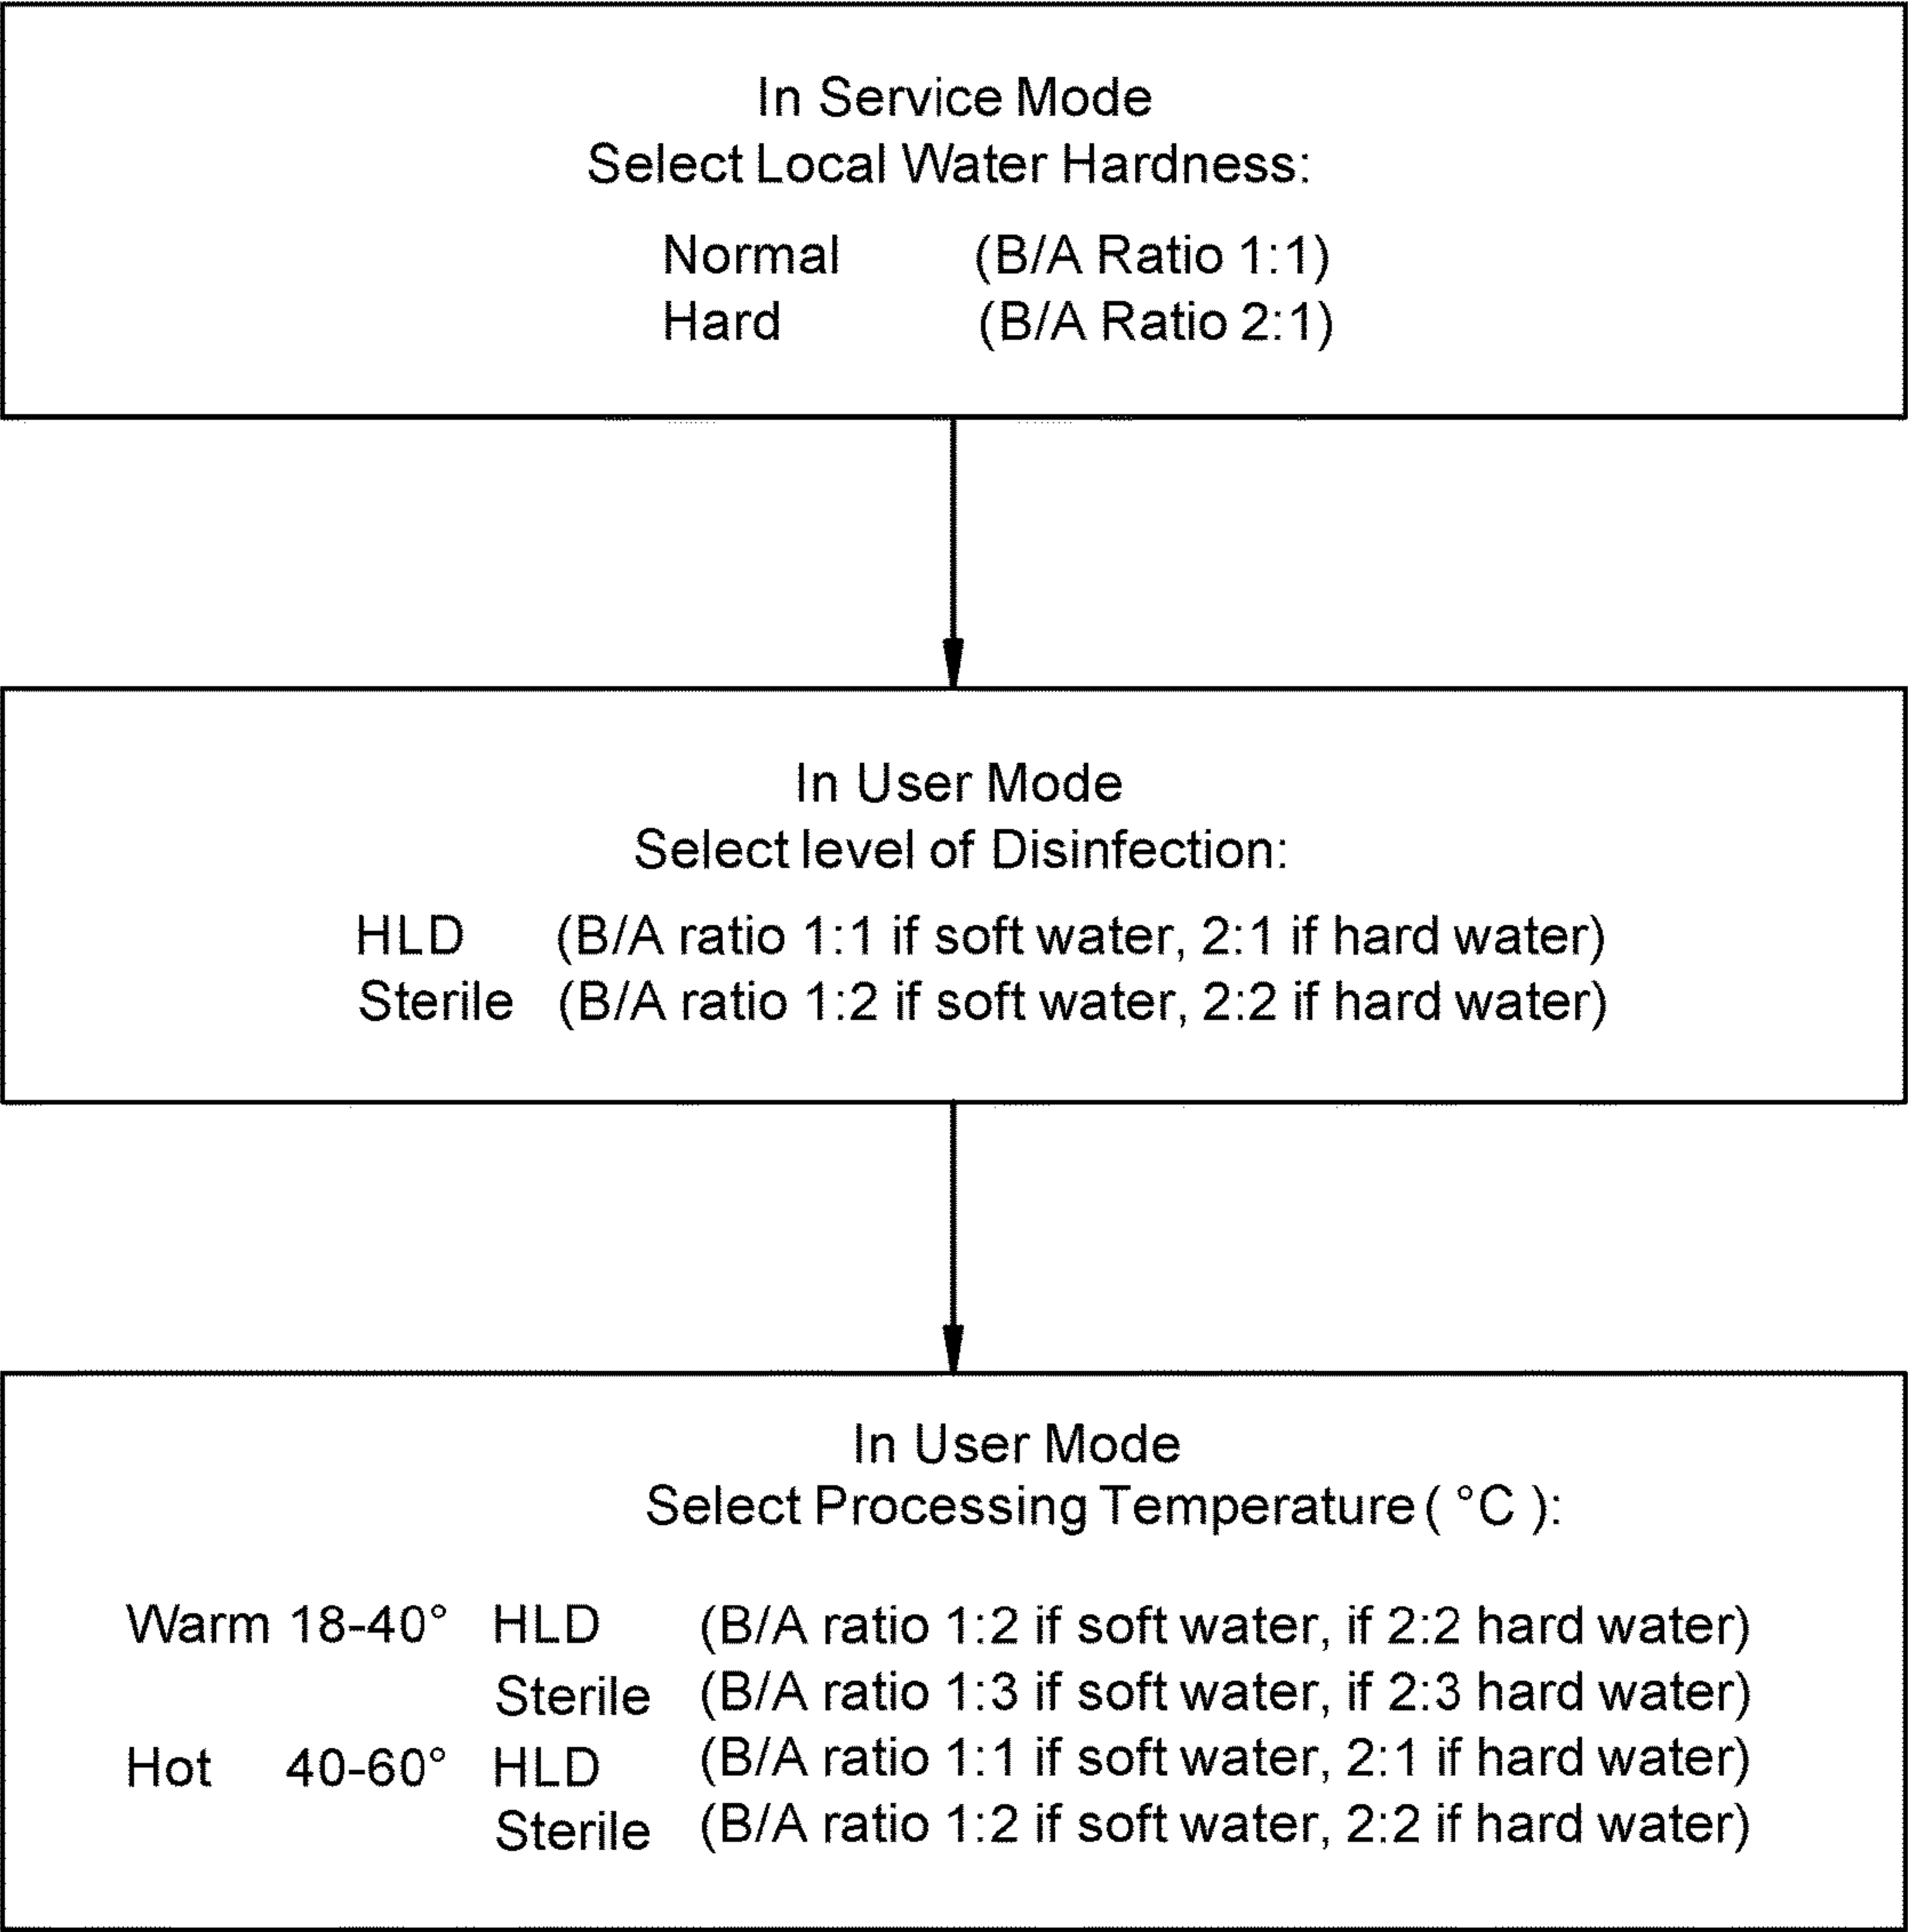 In Service Mode
Select Local Water Hardness:
Normal (B/A Ratio 1:1)
Hard (B/A Ratio 2:1)
In User Mode
Select level of Disinfection:
HLD (B/A ratio 1:1 if soft water, 2:1 if hard water)
Sterile (B/A ratio 1:2 if soft water, 2:2 if hard water)
In User Mode
Select Processing Temperature ( °C ):
Warm 18-40° HLD (B/A ratio 1:2 if soft water, if 2:2 hard water)
Sterile (B/A ratio 1:3 if soft water, if 2:3 hard water)
Hot 40-60° HLD (B/A ratio 1:1 if soft water, 2:1 if hard water)
Sterile (B/A ratio 1:2 if soft water, 2:2 if hard water)